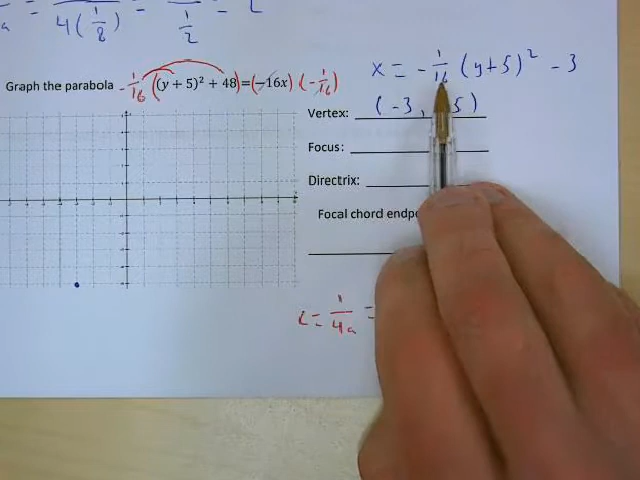 4(1/8) 1/2 = 2
Graph the parabola -1/16 ((y + 5)² + 48) = (-16x) (-1/16)
x = -1/16 (y+5)² - 3
Vertex: (-3, 5)
Focus:
Directrix:
Focal chord
c = 1/4a =